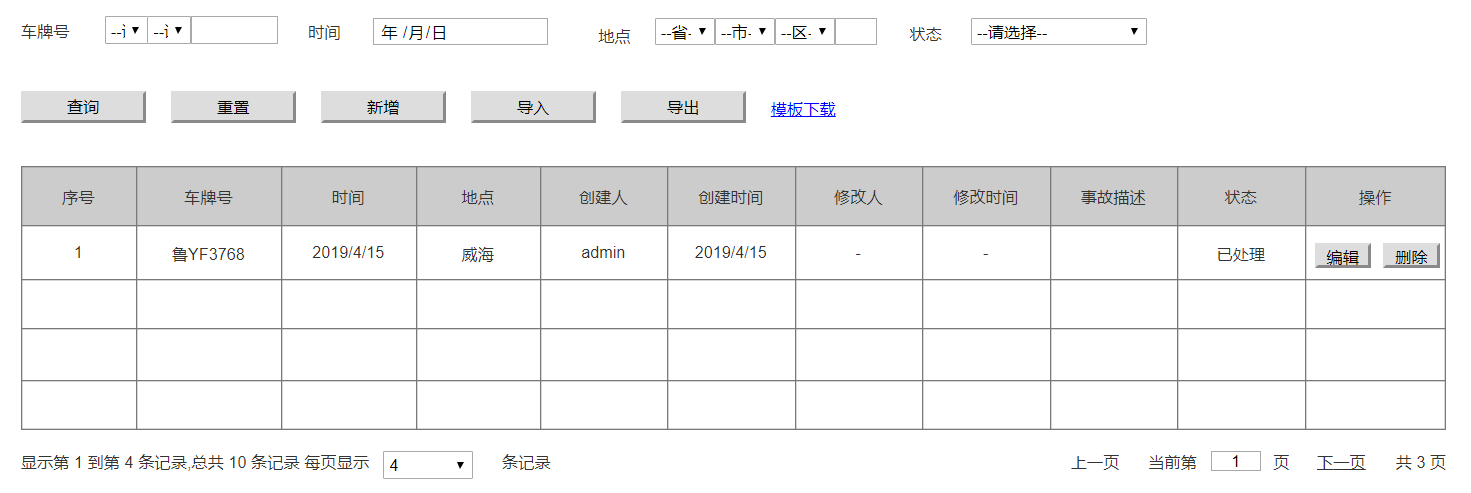 车牌号 --请 --请 时间 年 /月/日 地点 --省- --市- --区- 状态 --请选择--
查询 重置 新增 导入 导出 模板下载
序号 车牌号 时间 地点 创建人 创建时间 修改人 修改时间 事故描述 状态 操作
1 鲁YF3768 2019/4/15 威海 admin 2019/4/15 - - 已处理 编辑 删除
显示第 1 到第 4 条记录,总共 10 条记录 每页显示 4 条记录 上一页 当前第 1 页 下一页 共 3 页